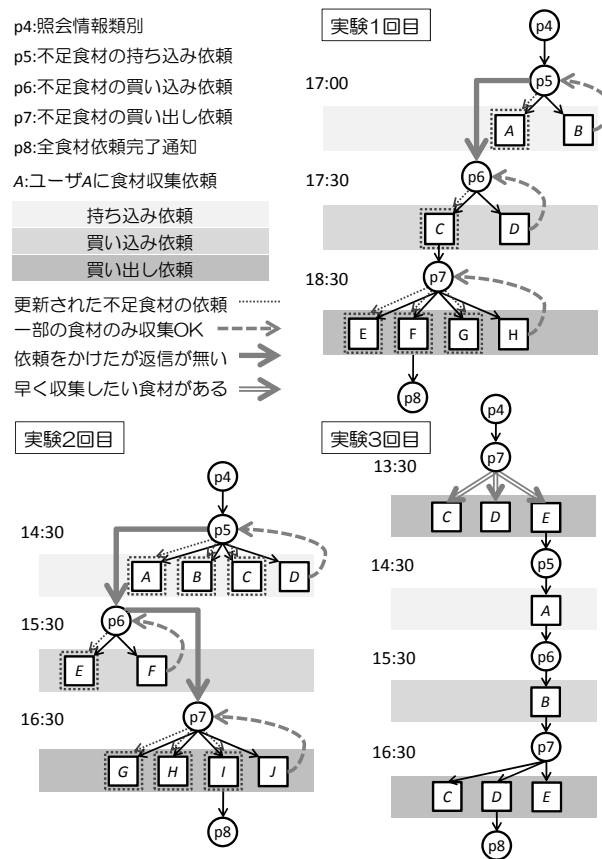 p4:照会情報類別
p5:不足食材の持ち込み依頼
p6:不足食材の買い込み依頼
p7:不足食材の買い出し依頼
p8:全食材依頼完了通知
A:ユーザAに食材収集依頼
持ち込み依頼
買い込み依頼
買い出し依頼
更新された不足食材の依頼
一部の食材のみ収集OK
依頼をかけたが返信が無い
早く収集したい食材がある
実験1回目
p4
p5
17:00
A B
p6
17:30
C D
p7
18:30
E F G H
p8
実験2回目
p4
p5
14:30
A B C D
p6
15:30
E F
p7
16:30
G H I J
p8
実験3回目
p4
p7
13:30
C D E
p5
14:30
A
p6
15:30
B
p7
16:30
C D E
p8